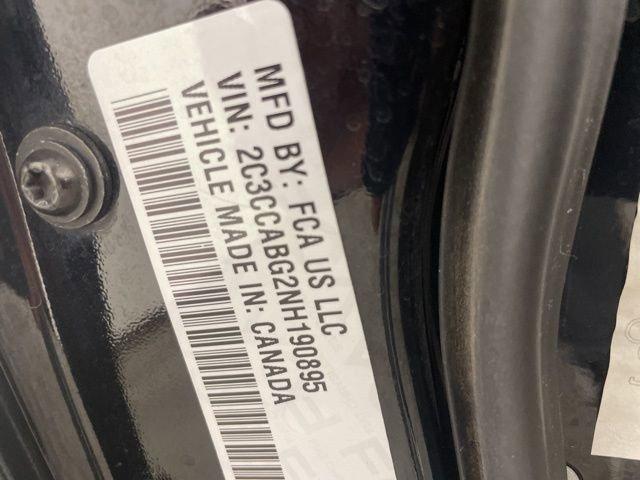 MFD BY: FCA US LLC
VIN: 2C3CCABG2NH190895
VEHICLE MADE IN: CANADA